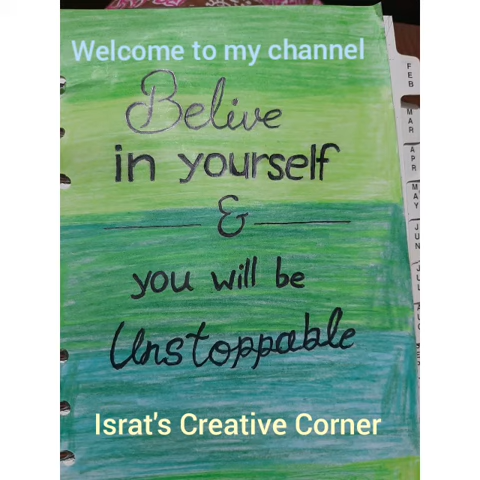 Welcome to my channel
Belive
in yourself
&
you will be
Unstoppable
Israt's Creative Corner
FEB
MAR
APR
MAY
JUN
JUL